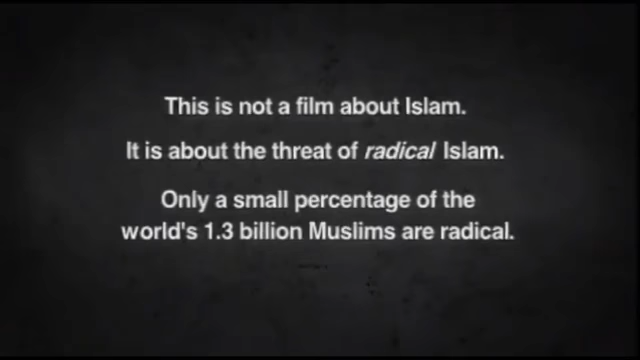 This is not a film about Islam.
It is about the threat of radical Islam.
Only a small percentage of the
world's 1.3 billion Muslims are radical.